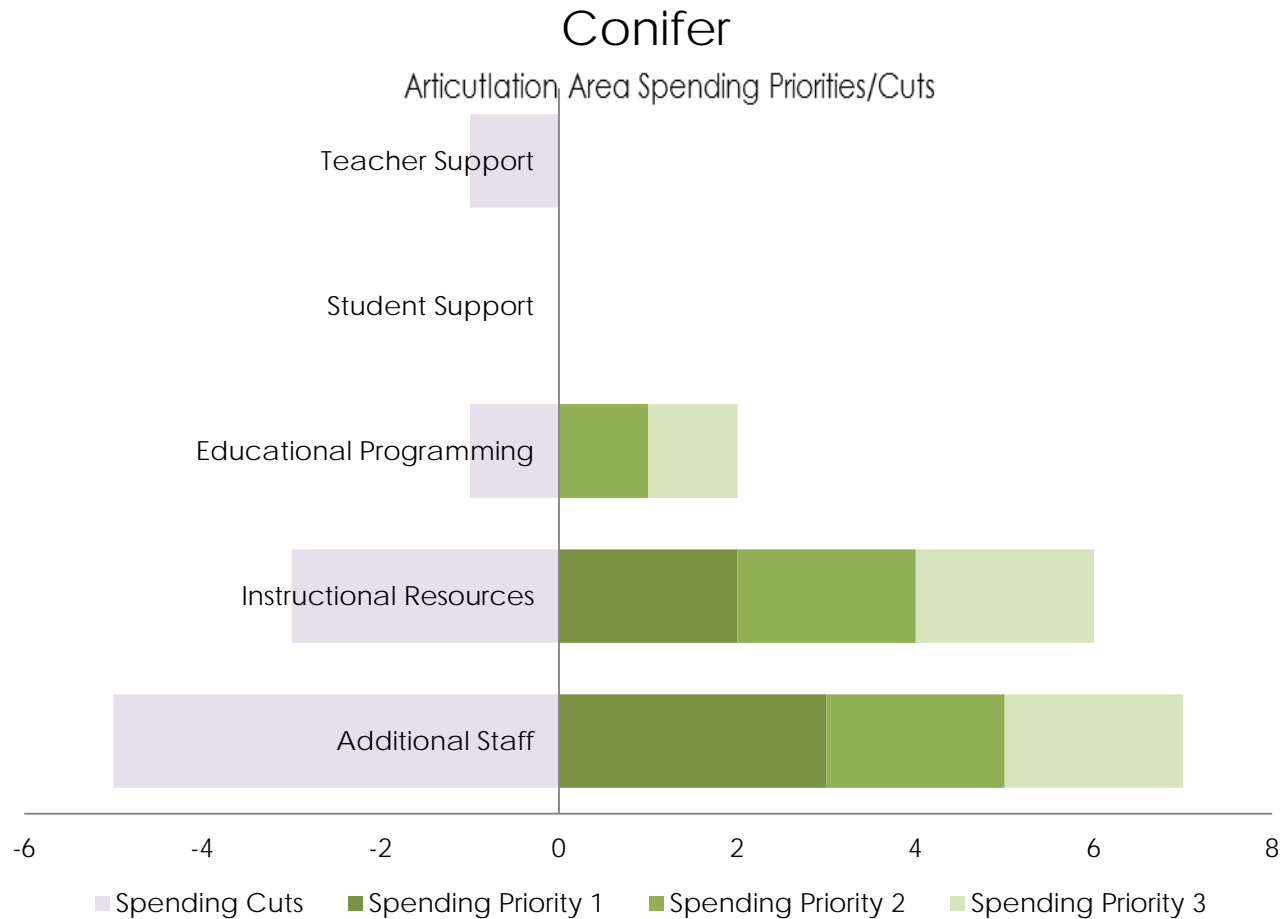 Conifer
Articutlation Area Spending Priorities/Cuts
Teacher Support
Student Support
Educational Programming
Instructional Resources
Additional Staff
-6 -4 -2 0 2 4 6 8
Spending Cuts Spending Priority 1 Spending Priority 2 Spending Priority 3